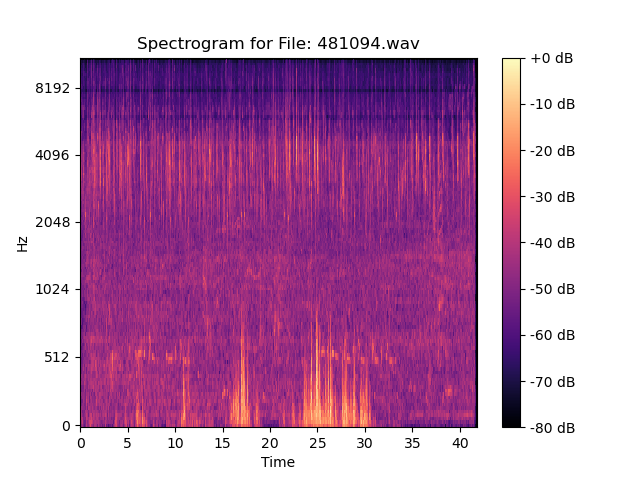 Spectrogram for File: 481094.wav
Hz
8192
4096
2048
1024
512
0
0 5 10 15 20 25 30 35 40
Time
+0 dB
-10 dB
-20 dB
-30 dB
-40 dB
-50 dB
-60 dB
-70 dB
-80 dB